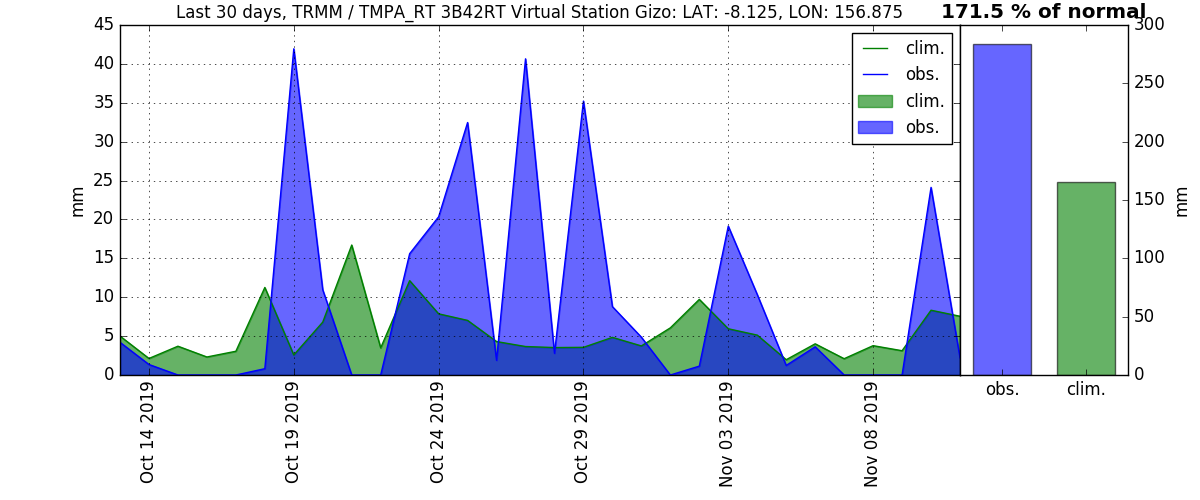 Last 30 days, TRMM / TMPA_RT 3B42RT Virtual Station Gizo: LAT: -8.125, LON: 156.875
171.5 % of normal
45
40
35
30
25
20
15
10
5
0
mm
clim.
obs.
clim.
obs.
300
250
200
150
100
50
0
mm
obs.
clim.
Oct 14 2019
Oct 19 2019
Oct 24 2019
Oct 29 2019
Nov 03 2019
Nov 08 2019